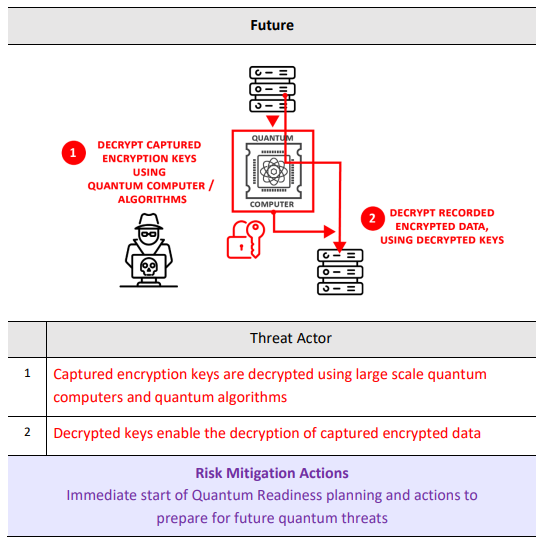 Future
QUANTUM
COMPUTER
1
DECRYPT CAPTURED
ENCRYPTION KEYS
USING
QUANTUM COMPUTER /
ALGORITHMS
2
DECRYPT RECORDED
ENCRYPTED DATA,
USING DECRYPTED KEYS
Threat Actor
1
Captured encryption keys are decrypted using large scale quantum
computers and quantum algorithms
2
Decrypted keys enable the decryption of captured encrypted data
Risk Mitigation Actions
Immediate start of Quantum Readiness planning and actions to
prepare for future quantum threats